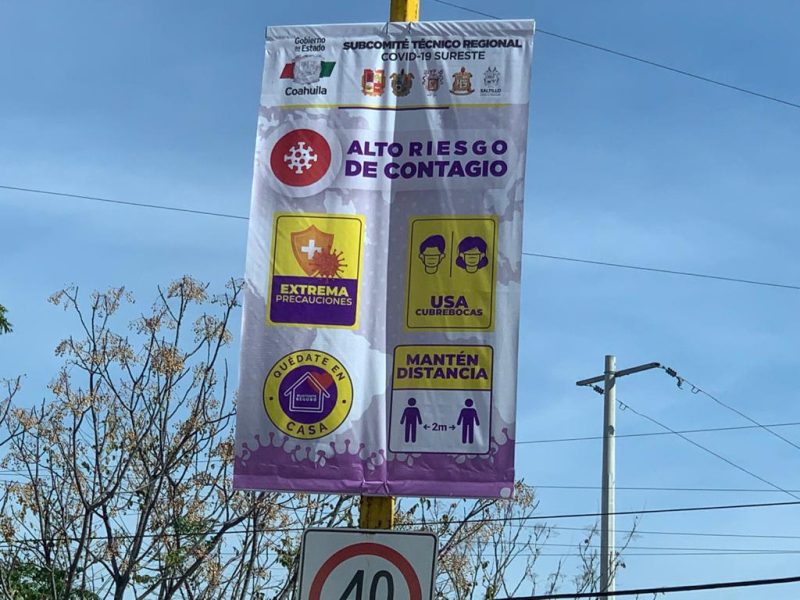 Gobierno
de Estado
Coahuila
SUBCOMITÉ TÉCNICO REGIONAL
COVID-19 SURESTE
SALTILLO
ALTO RIESGO
DE CONTAGIO
EXTREMA
PRECAUCIONES
USA
CUBREBOCAS
QUÉDATE EN
CASA
MANTÉN
DISTANCIA
2m
40